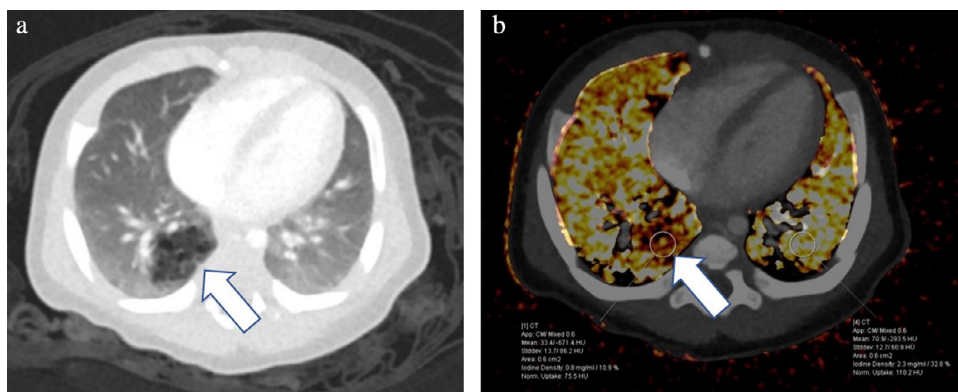 a
b
[1] CT
App: CM/ Mixed 0.6
Mean: 33.4/-671.4 HU
Stddev: 13.7/ 86.2 HU
Area: 0.6 cm2
Iodine Density: 0.8 mg/ml / 10.9 %
Norm. Uptake: 75.5 HU
[4] CT
App: CM/ Mixed 0.6
Mean: 70.9/-293.5 HU
Stddev: 12.7/ 60.9 HU
Area: 0.6 cm2
Iodine Density: 2.3 mg/ml / 32.0 %
Norm. Uptake: 110.2 HU